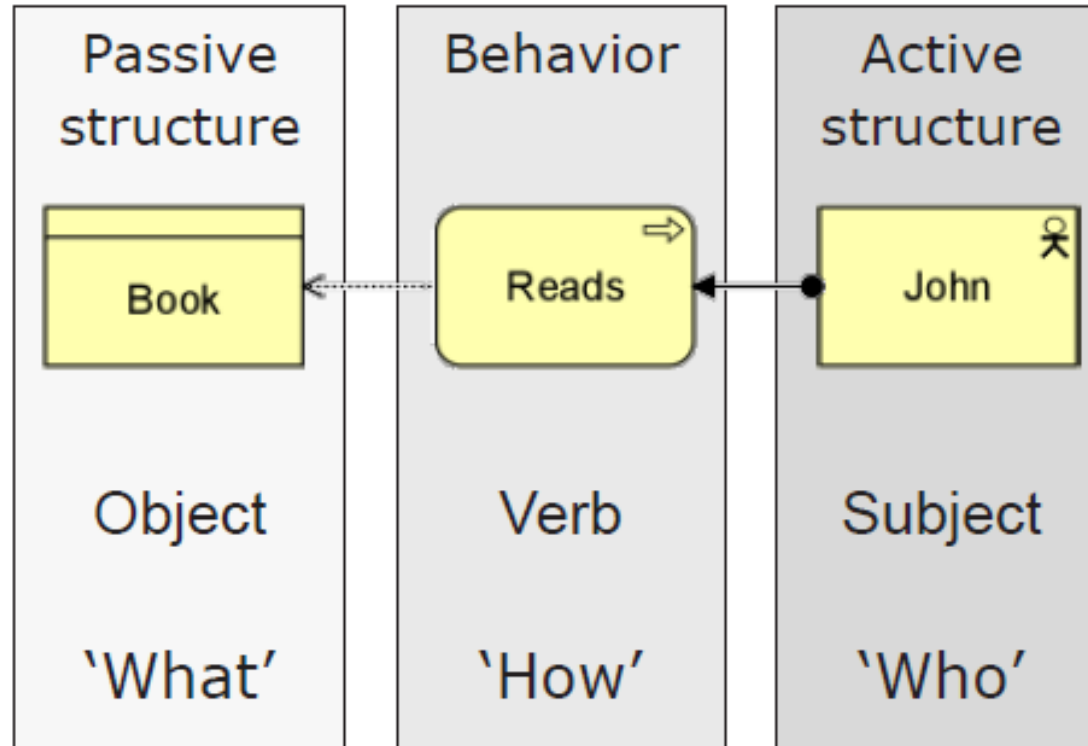 Passive
structure
Book
Object
‘What’
Behavior
Reads
Verb
‘How’
Active
structure
John
Subject
‘Who’